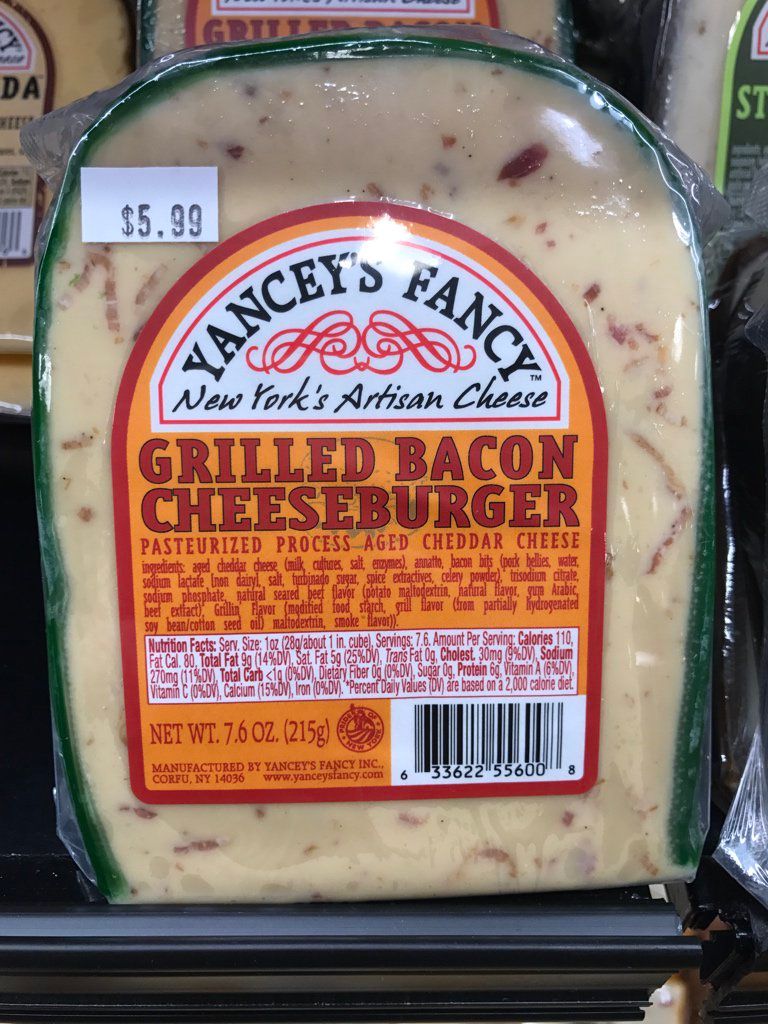 GRILLED BACON
DA
ST
$5.99
YANCEY'S FANCY™
New York's Artisan Cheese
GRILLED BACON
CHEESEBURGER
PASTEURIZED PROCESS AGED CHEDDAR CHEESE
ingredients: aged cheddar cheese (milk, cultures, salt, enzymes), annatto, bacon bits (pork bellies, water,
sodium lactate (non dairy), salt, turbinado sugar, spice extractives, celery powder), trisodium citrate,
sodium phosphate, natural seared beef flavor (potato maltodextrin, natural flavor, gum Arabic,
beef extract), Grillin' Flavor (modified food starch, grill flavor (from partially hydrogenated
soy bean/cotton seed oil) maltodextrin, smoke flavor)).
Nutrition Facts: Serv. Size: 1oz (28g/about 1 in. cube), Servings: 7.6. Amount Per Serving: Calories 110,
Fat Cal. 80, Total Fat 9g (14%DV), Sat. Fat 5g (25%DV), Trans Fat 0g, Cholest. 30mg (9%DV), Sodium
270mg (11%DV), Total Carb <1g (0%DV), Dietary Fiber 0g (0%DV), Sugar 0g, Protein 6g, Vitamin A (6%DV),
Vitamin C (0%DV), Calcium (15%DV), Iron (0%DV). *Percent Daily Values (DV) are based on a 2,000 calorie diet.
NET WT. 7.6 OZ. (215g)
PRIDE OF NEW YORK
MANUFACTURED BY YANCEY'S FANCY INC.,
CORFU, NY 14036 www.yanceysfancy.com
6 33622 55600 8